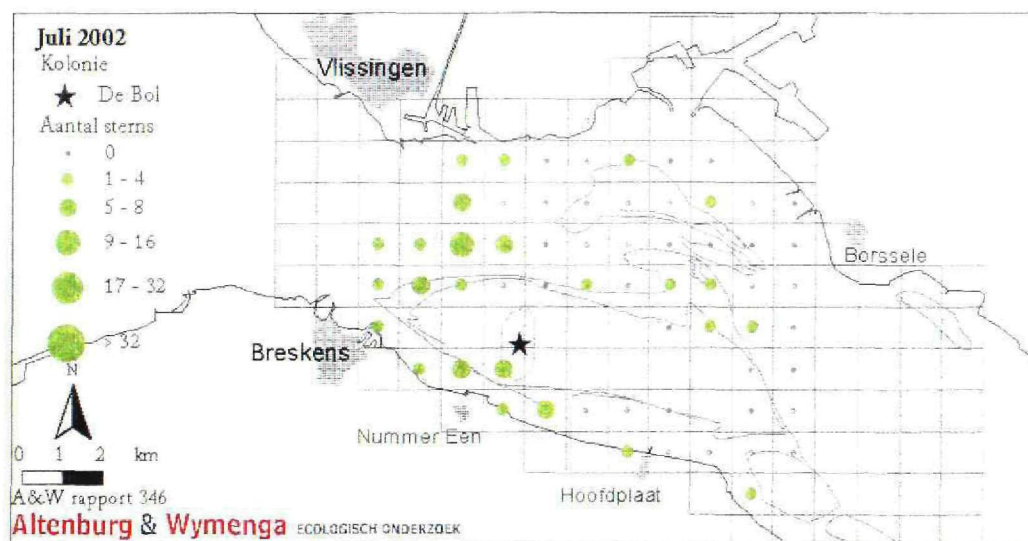 Juli 2002
Kolonie
De Bol
Aantal sterns
0
1 - 4
5 - 8
9 - 16
17 - 32
> 32
N
0 1 2 km
A&W rapport 346
Altenburg & Wymenga ECOLOGISCH ONDERZOEK
Vlissingen
Borssele
Breskens
Nummer Een
Hoofdplaat